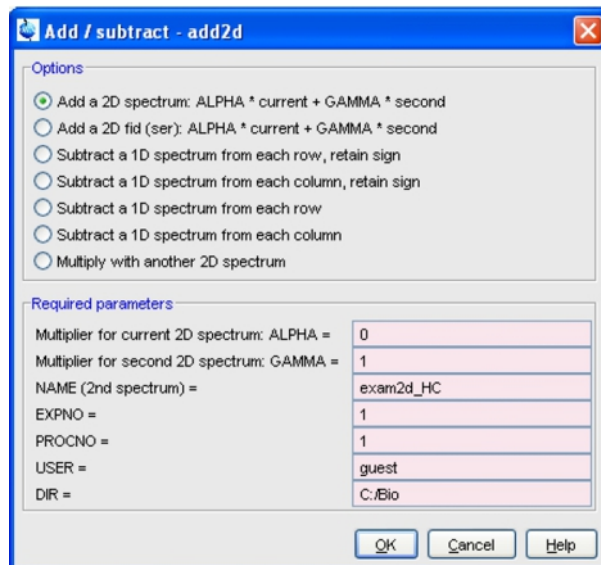 Add / subtract - add2d
Options
Add a 2D spectrum: ALPHA * current + GAMMA * second
Add a 2D fid (ser): ALPHA * current + GAMMA * second
Subtract a 1D spectrum from each row, retain sign
Subtract a 1D spectrum from each column, retain sign
Subtract a 1D spectrum from each row
Subtract a 1D spectrum from each column
Multiply with another 2D spectrum
Required parameters
Multiplier for current 2D spectrum: ALPHA = 0
Multiplier for second 2D spectrum: GAMMA = 1
NAME (2nd spectrum) = exam2d_HC
EXPNO = 1
PROCNO = 1
USER = guest
DIR = C:/Bio
OK Cancel Help